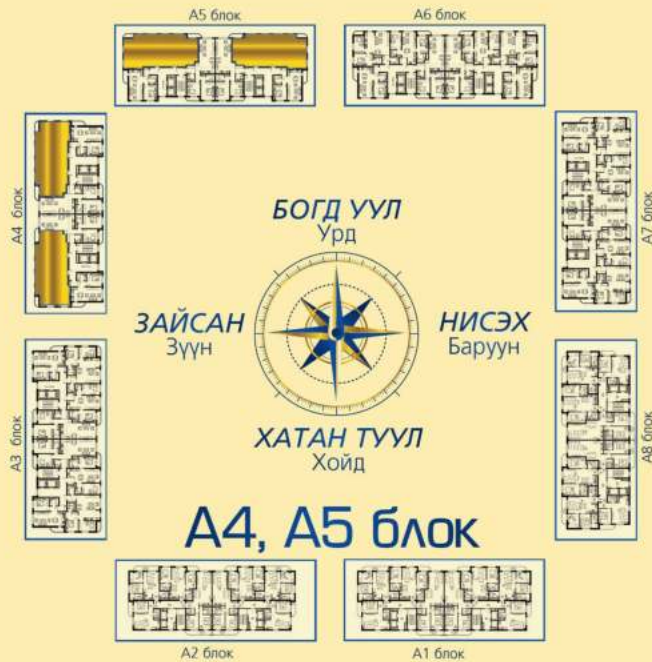 А5 блок
А6 блок
А4 блок
А7 блок
БОГД УУЛ
Урд
ЗАЙСАН
Зүүн
НИСЭХ
Баруун
ХАТАН ТУУЛ
Хойд
А3 блок
А8 блок
А4, А5 блок
А2 блок
А1 блок